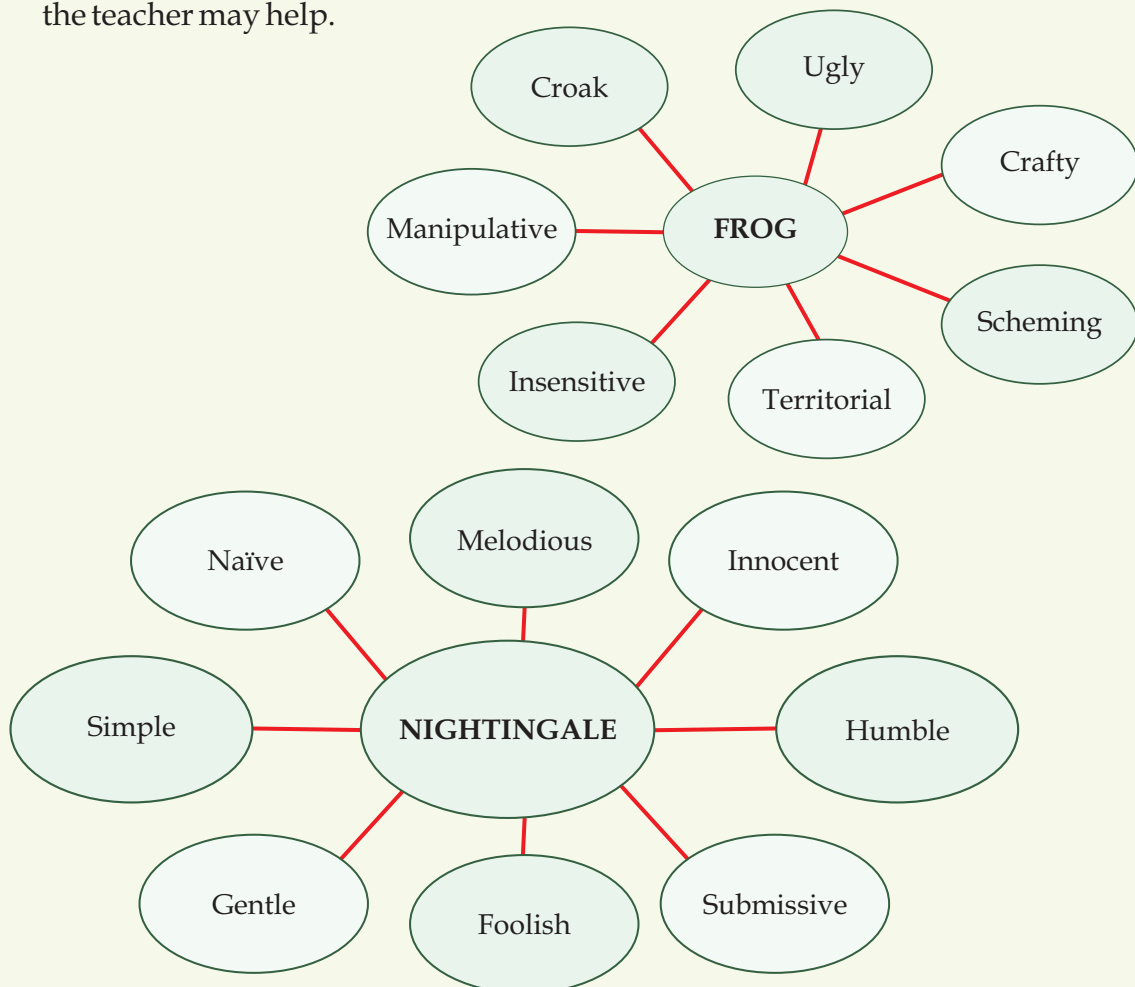 the teacher may help.
Ugly
Croak
Crafty
Manipulative
FROG
Scheming
Insensitive
Territorial
Melodious
Naïve
Innocent
Simple
NIGHTINGALE
Humble
Gentle
Foolish
Submissive